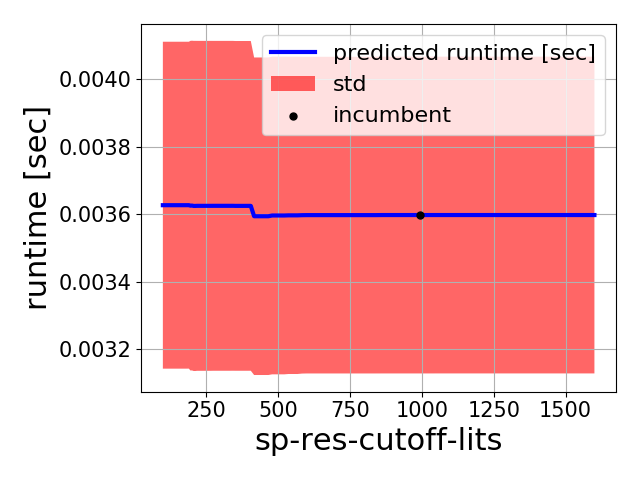 predicted runtime [sec]
std
incumbent
runtime [sec]
0.0040
0.0038
0.0036
0.0034
0.0032
250 500 750 1000 1250 1500
sp-res-cutoff-lits